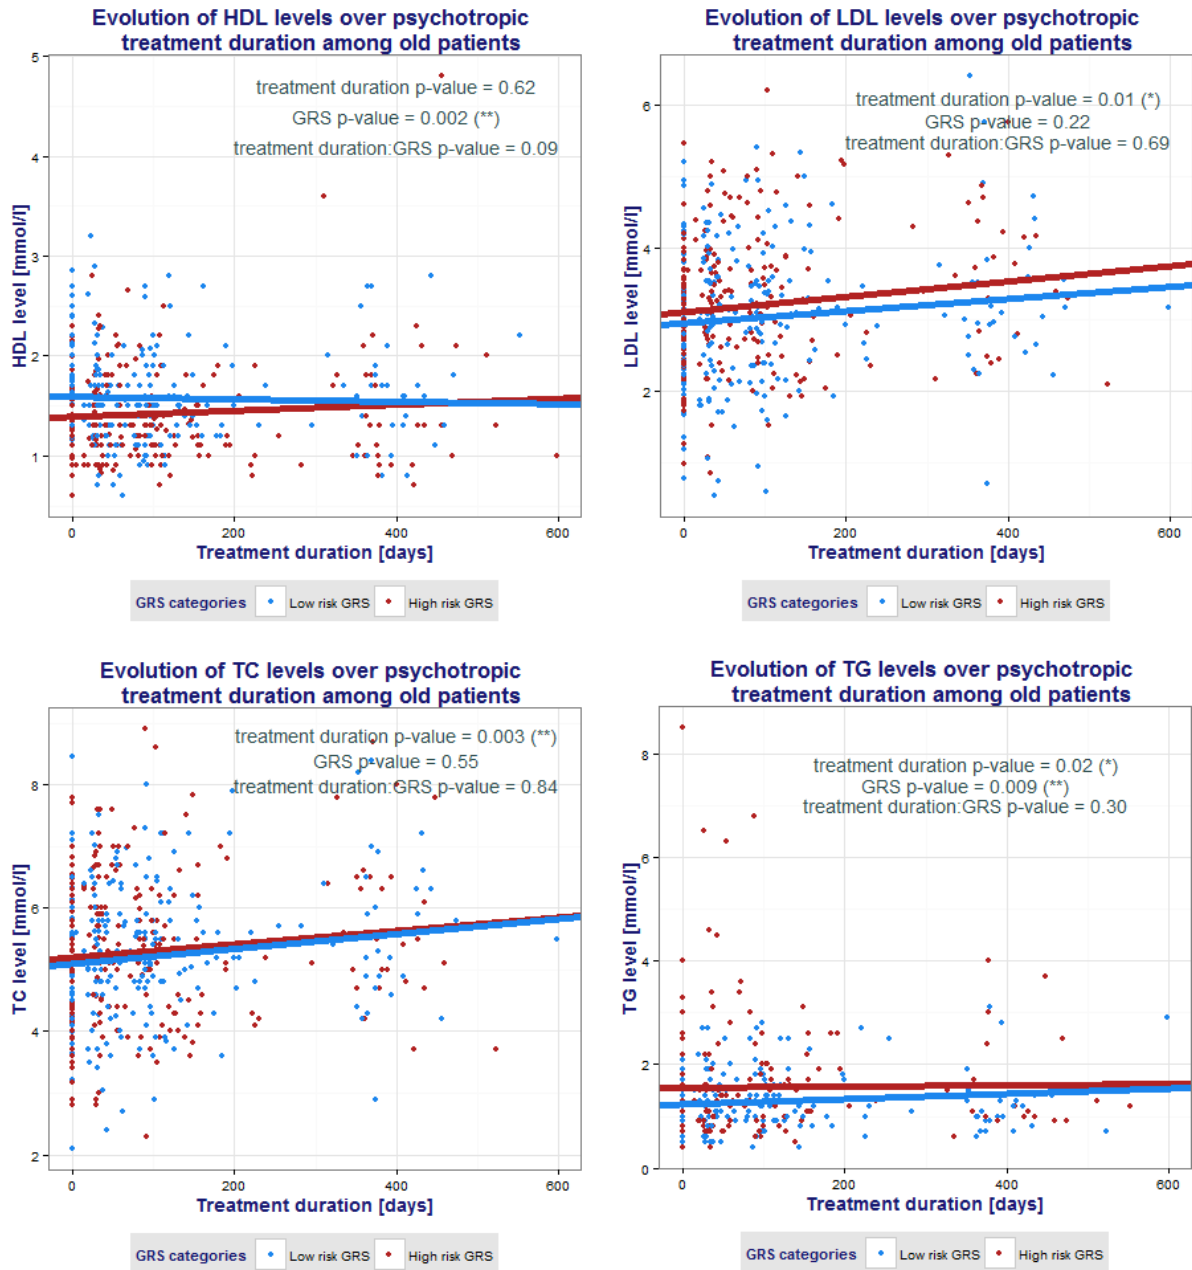 Evolution of HDL levels over psychotropic
treatment duration among old patients
treatment duration p-value = 0.62
GRS p-value = 0.002 (**)
treatment duration:GRS p-value = 0.09
HDL level [mmol/l]
5
4
3
2
1
0 200 400 600
Treatment duration [days]
GRS categories Low risk GRS High risk GRS
Evolution of LDL levels over psychotropic
treatment duration among old patients
treatment duration p-value = 0.01 (*)
GRS p-value = 0.22
treatment duration:GRS p-value = 0.69
LDL level [mmol/l]
6
4
2
0 200 400 600
Treatment duration [days]
GRS categories Low risk GRS High risk GRS
Evolution of TC levels over psychotropic
treatment duration among old patients
treatment duration p-value = 0.003 (**)
GRS p-value = 0.55
treatment duration:GRS p-value = 0.84
TC level [mmol/l]
8
6
4
2
0 200 400 600
Treatment duration [days]
GRS categories Low risk GRS High risk GRS
Evolution of TG levels over psychotropic
treatment duration among old patients
treatment duration p-value = 0.02 (*)
GRS p-value = 0.009 (**)
treatment duration:GRS p-value = 0.30
TG level [mmol/l]
8
6
4
2
0
0 200 400 600
Treatment duration [days]
GRS categories Low risk GRS High risk GRS